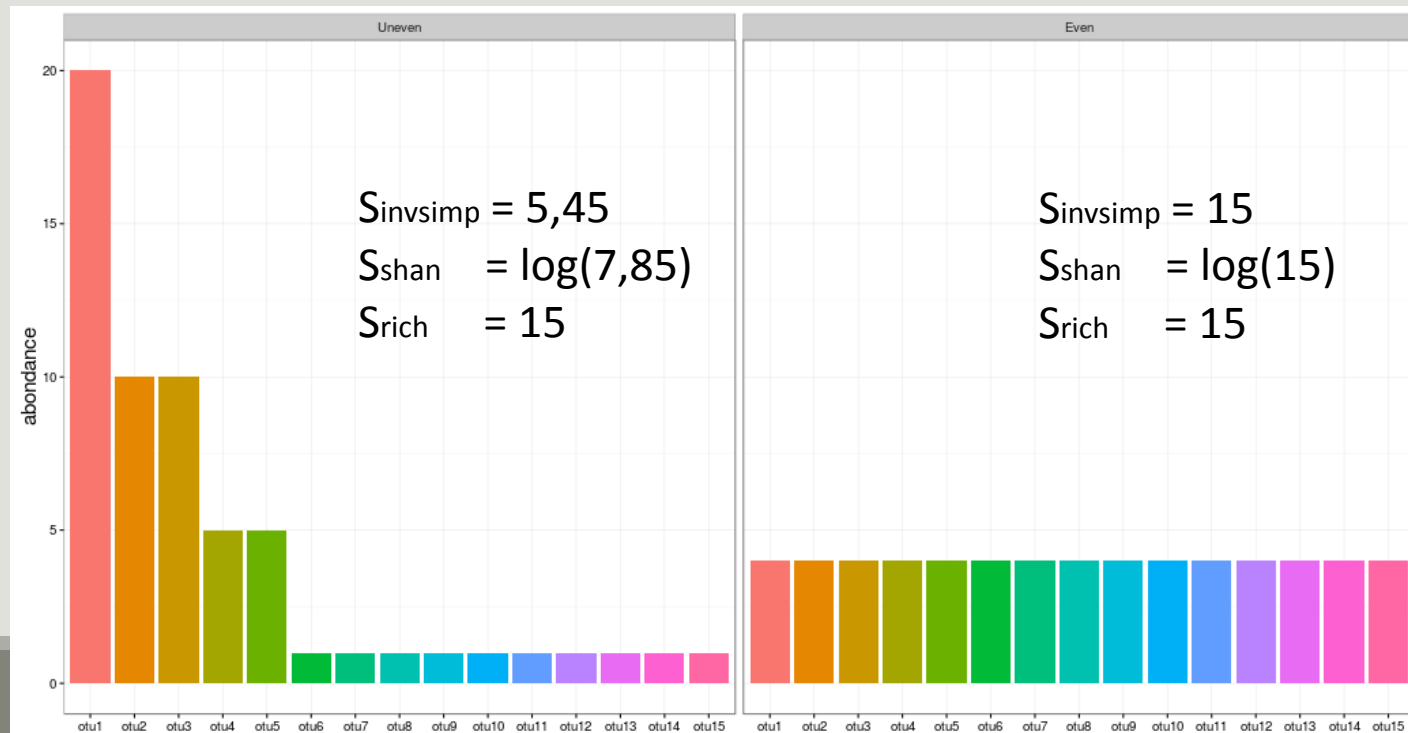 Uneven
Even
20
15
10
5
0
abondance
Sinvsimp = 5,45
Sshan = log(7,85)
Srich = 15
Sinvsimp = 15
Sshan = log(15)
Srich = 15
otu1 otu2 otu3 otu4 otu5 otu6 otu7 otu8 otu9 otu10 otu11 otu12 otu13 otu14 otu15
otu1 otu2 otu3 otu4 otu5 otu6 otu7 otu8 otu9 otu10 otu11 otu12 otu13 otu14 otu15